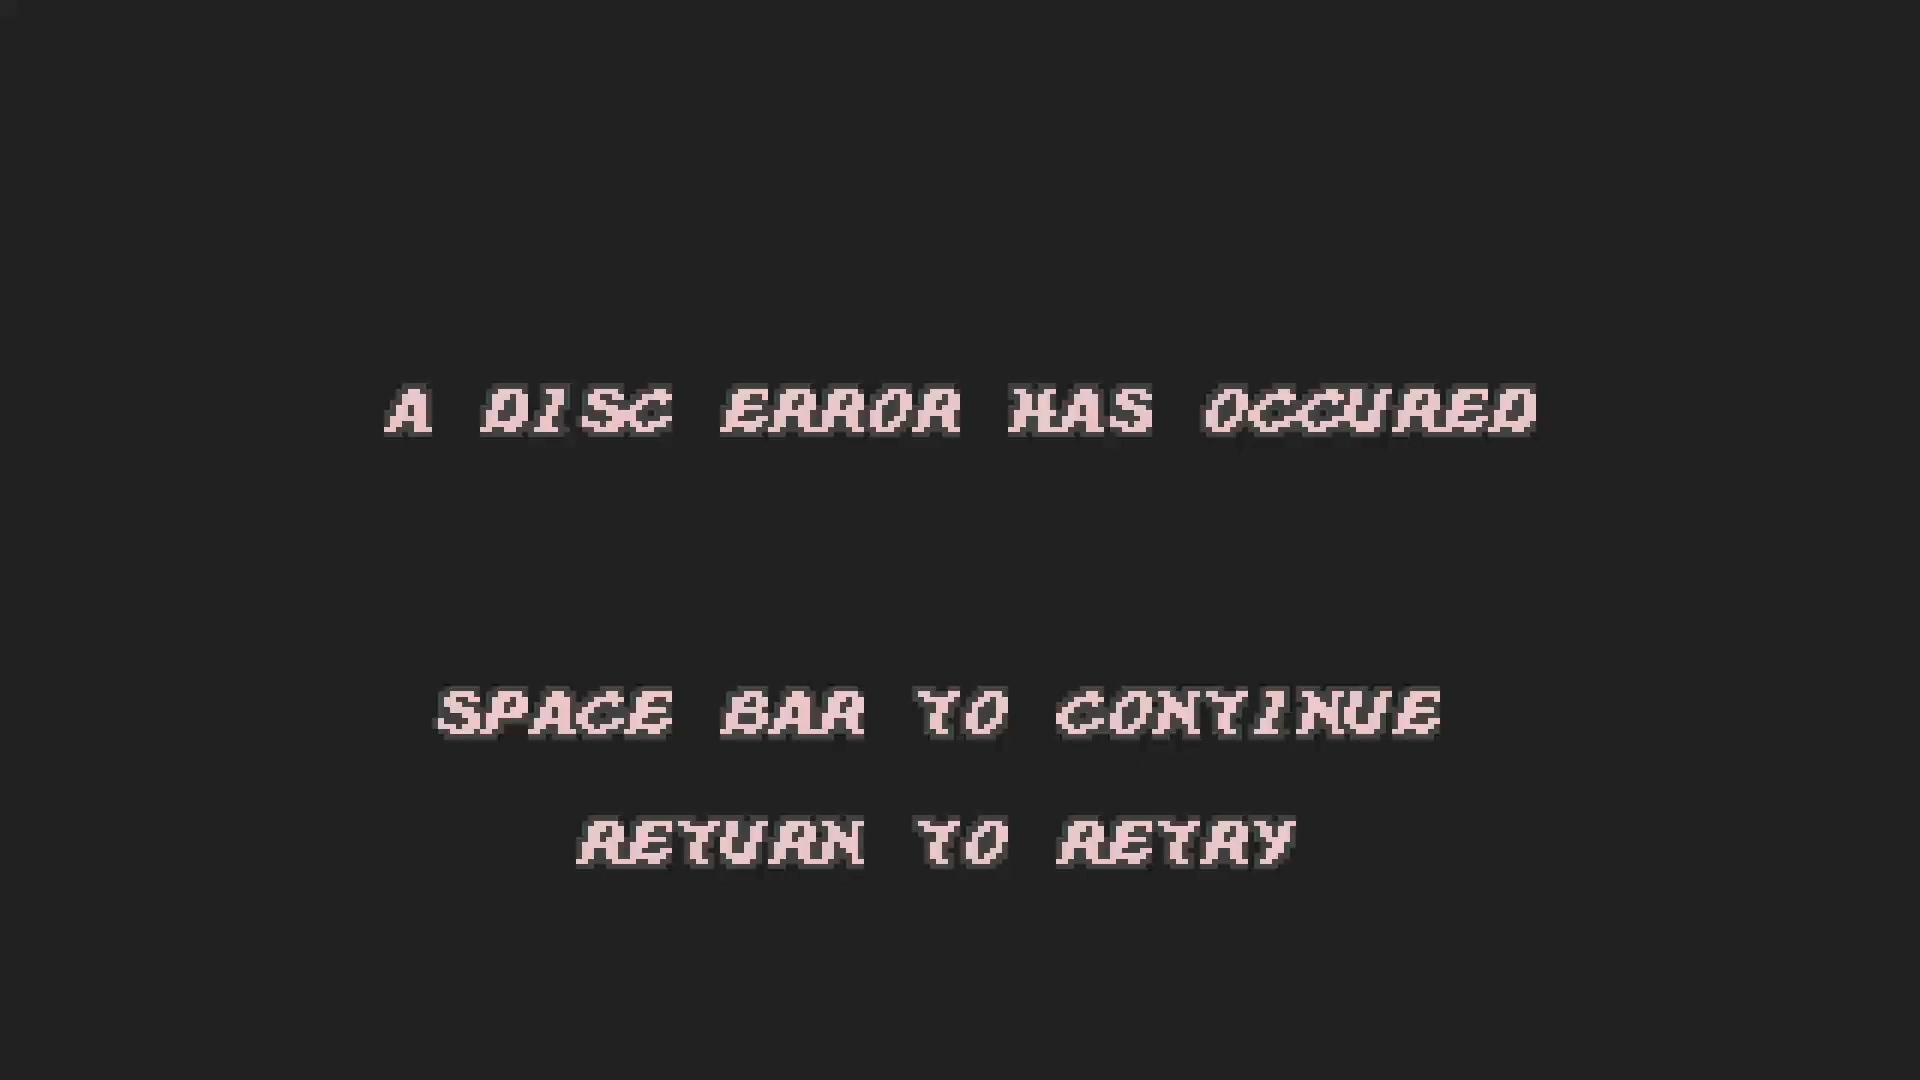 A DISC ERROR HAS OCCURED
SPACE BAR TO CONTINUE
RETURN TO RETRY